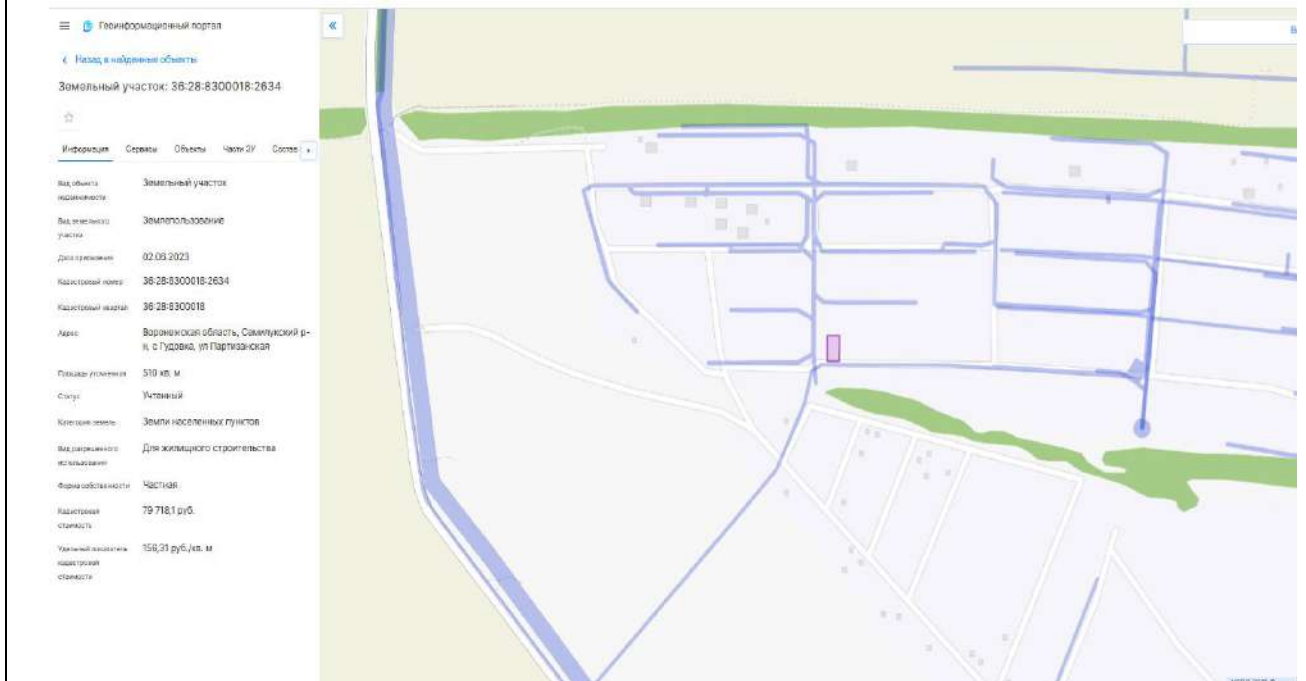 Геоинформационный портал
Назад в найденные объекты
Земельный участок: 36:28:8300018:2634
Информация Сервисы Объекты Части ЗУ Состав
Вид объекта недвижимости Земельный участок
Вид земельного участка Землепользование
Дата присвоения 02.06.2023
Кадастровый номер 36:28:8300018:2634
Кадастровый квартал 36:28:8300018
Адрес Воронежская область, Семилукский р-
н, с Гудовка, ул Партизанская
Площадь уточненная 510 кв. м
Статус Учтенный
Категория земель Земли населенных пунктов
Вид разрешенного использования Для жилищного строительства
Форма собственности Частная
Кадастровая стоимость 79 718,1 руб.
Удельный показатель кадастровой стоимости 156,31 руб./кв. м